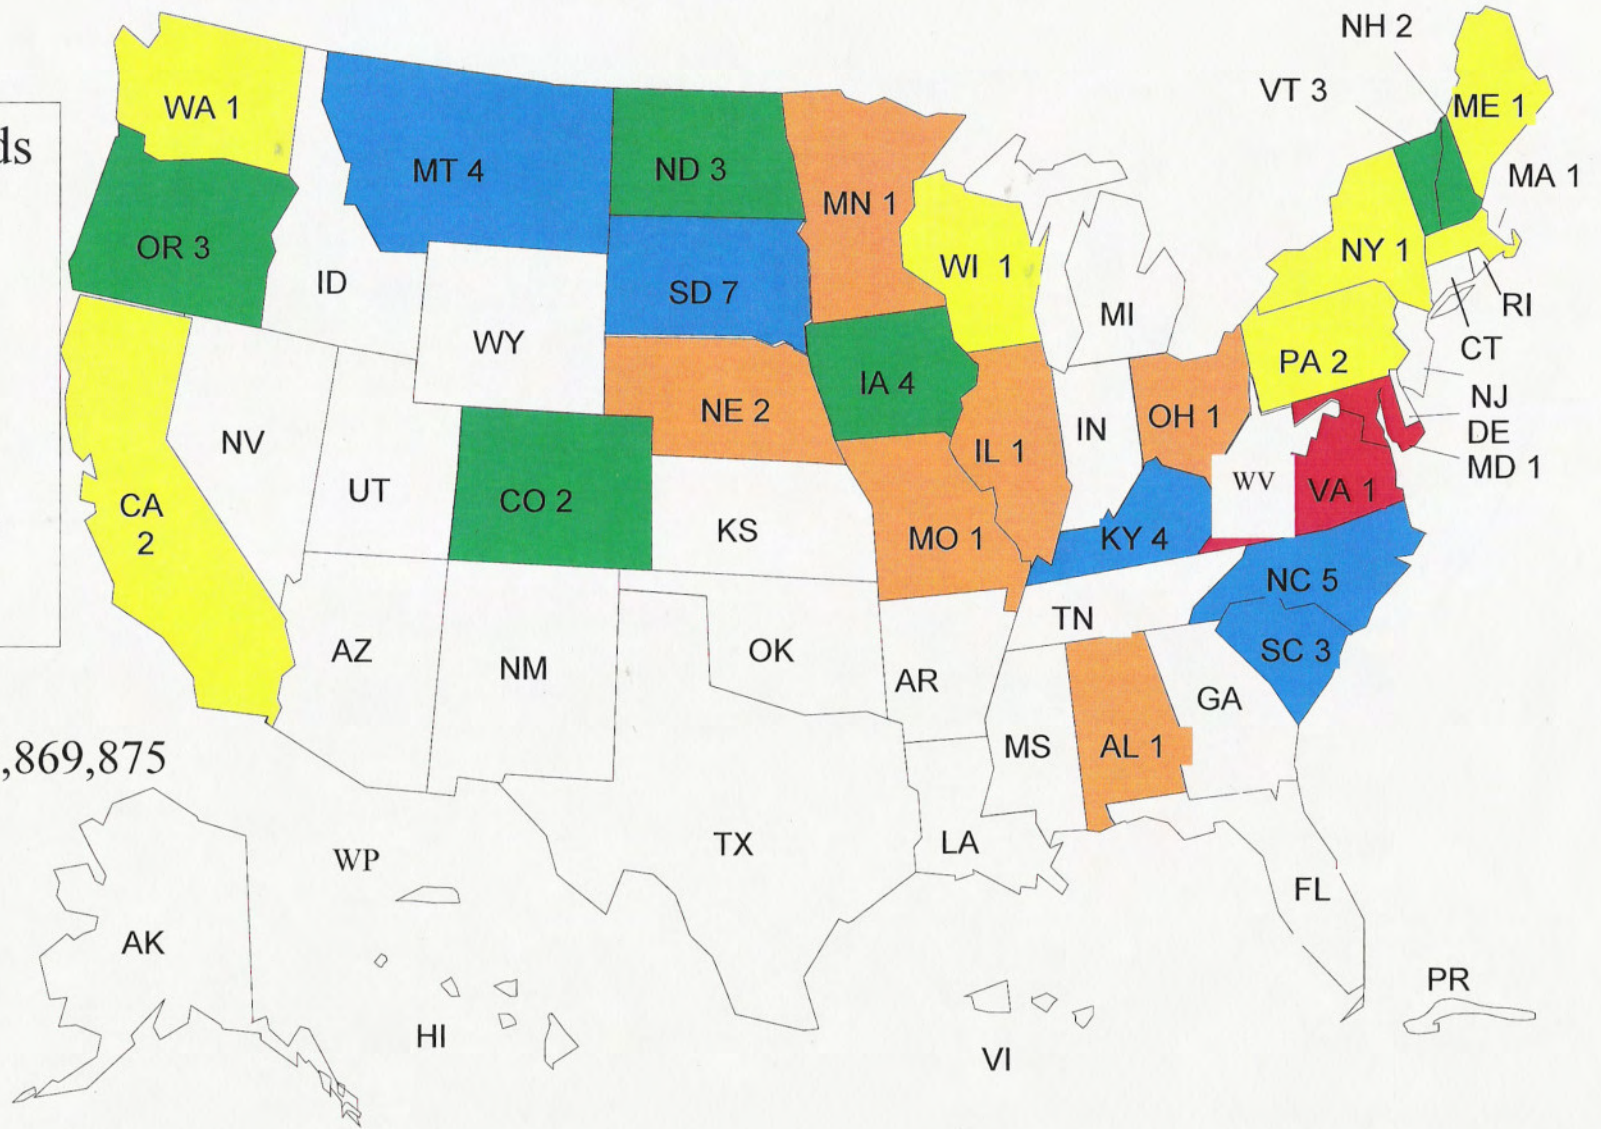 NH 2
VT 3
ME 1
WA 1
ds
MT 4
ND 3
MN 1
MA 1
OR 3
ID
SD 7
WI 1
NY 1
WY
MI
RI
CT
PA 2
IA 4
NE 2
OH 1
NJ
DE
MD 1
NV
IN
IL 1
WV
VA 1
UT
CO 2
KS
CA
2
MO 1
KY 4
NC 5
TN
AZ
NM
OK
SC 3
AR
GA
MS
AL 1
,869,875
TX
LA
WP
FL
AK
PR
HI
VI